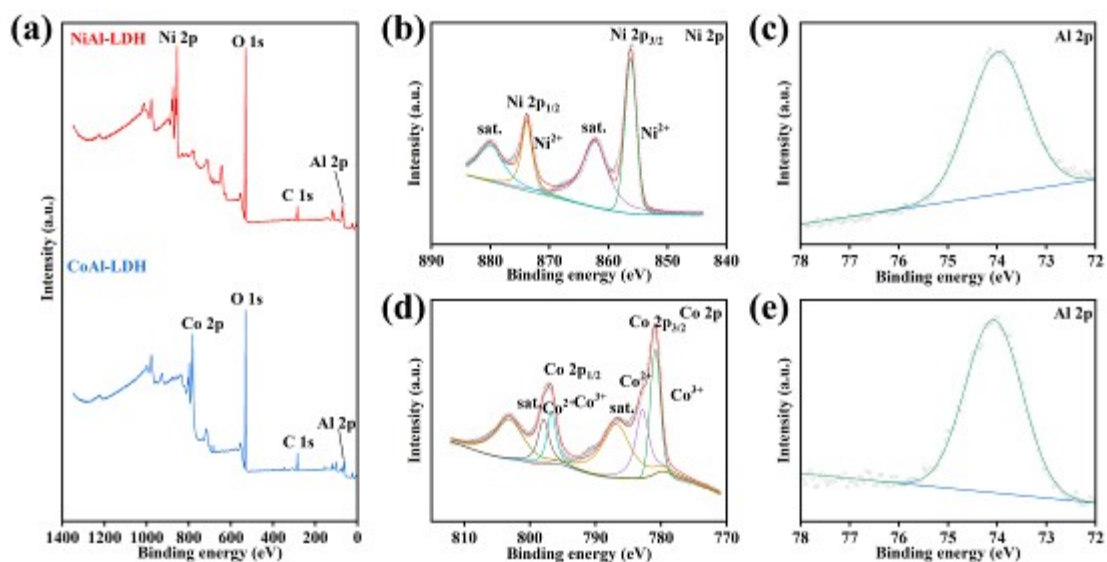 (a)
NiAl-LDH
Ni 2p
O 1s
C 1s
Al 2p
CoAl-LDH
Co 2p
O 1s
C 1s
Al 2p
Intensity (a.u.)
1400 1200 1000 800 600 400 200 0
Binding energy (eV)
(b)
Ni 2p3/2
Ni 2p
Ni 2p1/2
sat.
Ni2+
sat.
Ni2+
Intensity (a.u.)
890 880 870 860 850 840
Binding energy (eV)
(c)
Al 2p
Intensity (a.u.)
78 77 76 75 74 73 72
Binding energy (eV)
(d)
Co 2p
Co 2p3/2
Co 2p1/2
sat.
Co2+
Co3+
sat.
Co2+
Co3+
Intensity (a.u.)
810 800 790 780 770
Binding energy (eV)
(e)
Al 2p
Intensity (a.u.)
78 77 76 75 74 73 72
Binding energy (eV)